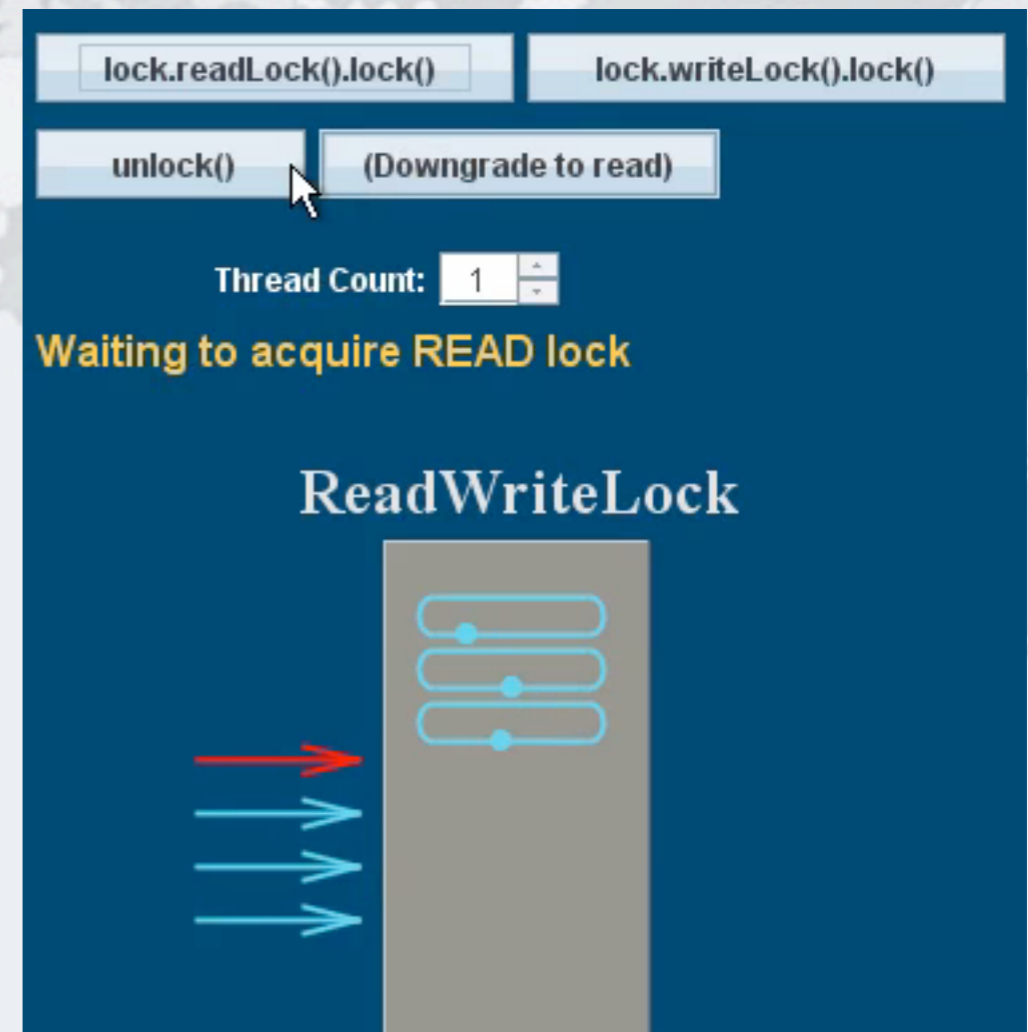 lock.readLock().lock() lock.writeLock().lock()
unlock() (Downgrade to read)
Thread Count: 1
Waiting to acquire READ lock
ReadWriteLock